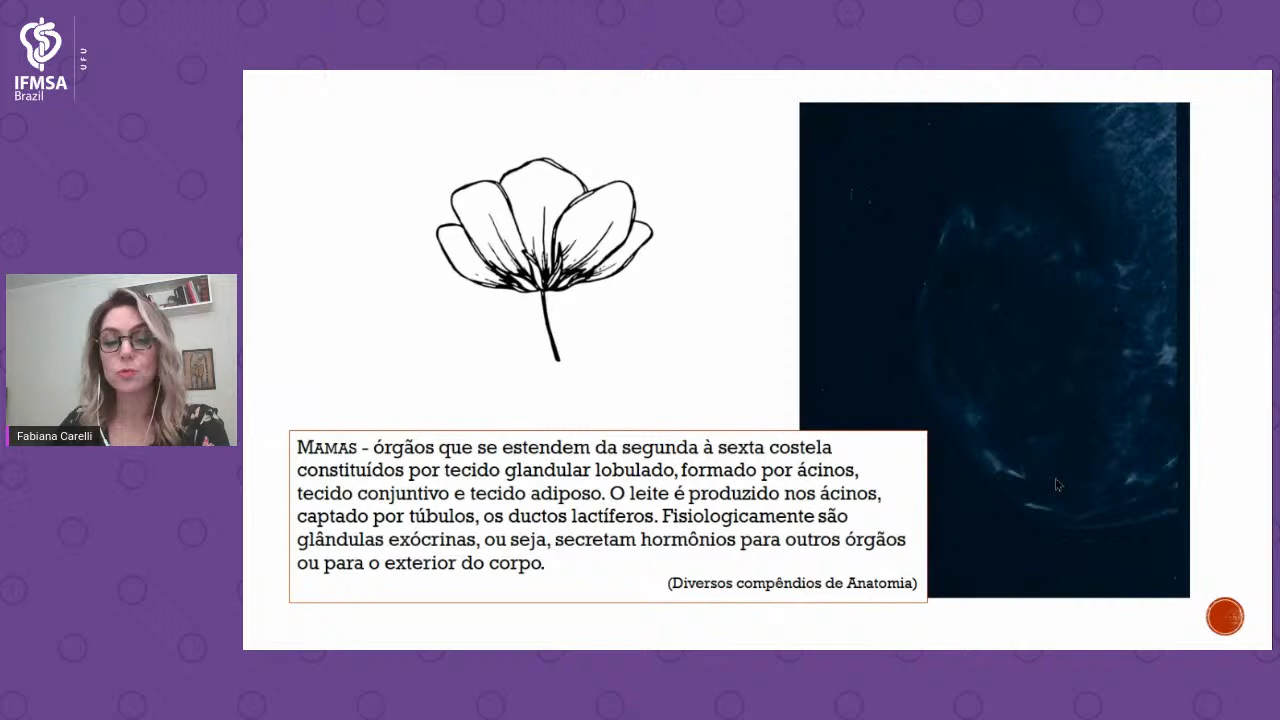 IFMSA
Brazil
UFU
Fabiana Carelli
MAMAS - órgãos que se estendem da segunda à sexta costela
constituídos por tecido glandular lobulado, formado por ácinos,
tecido conjuntivo e tecido adiposo. O leite é produzido nos ácinos,
captado por túbulos, os ductos lactíferos. Fisiologicamente são
glândulas exócrinas, ou seja, secretam hormônios para outros órgãos
ou para o exterior do corpo.
(Diversos compêndios de Anatomia)